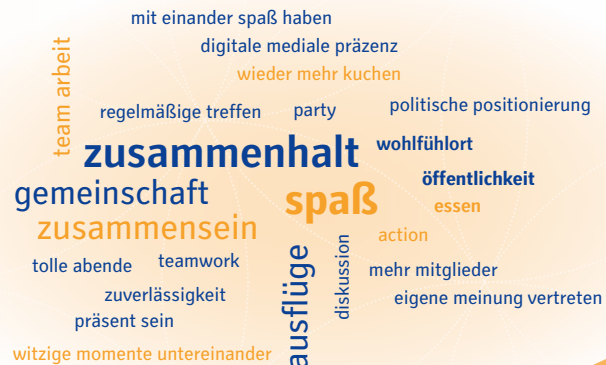 mit einander spaß haben
digitale mediale präzenz
wieder mehr kuchen
team arbeit
regelmäßige treffen
party
politische positionierung
zusammenhalt
wohlfühlort
gemeinschaft
spaß
öffentlichkeit
essen
zusammensein
action
tolle abende
teamwork
ausflüge
diskussion
mehr mitglieder
zuverlässigkeit
eigene meinung vertreten
präsent sein
witzige momente untereinander